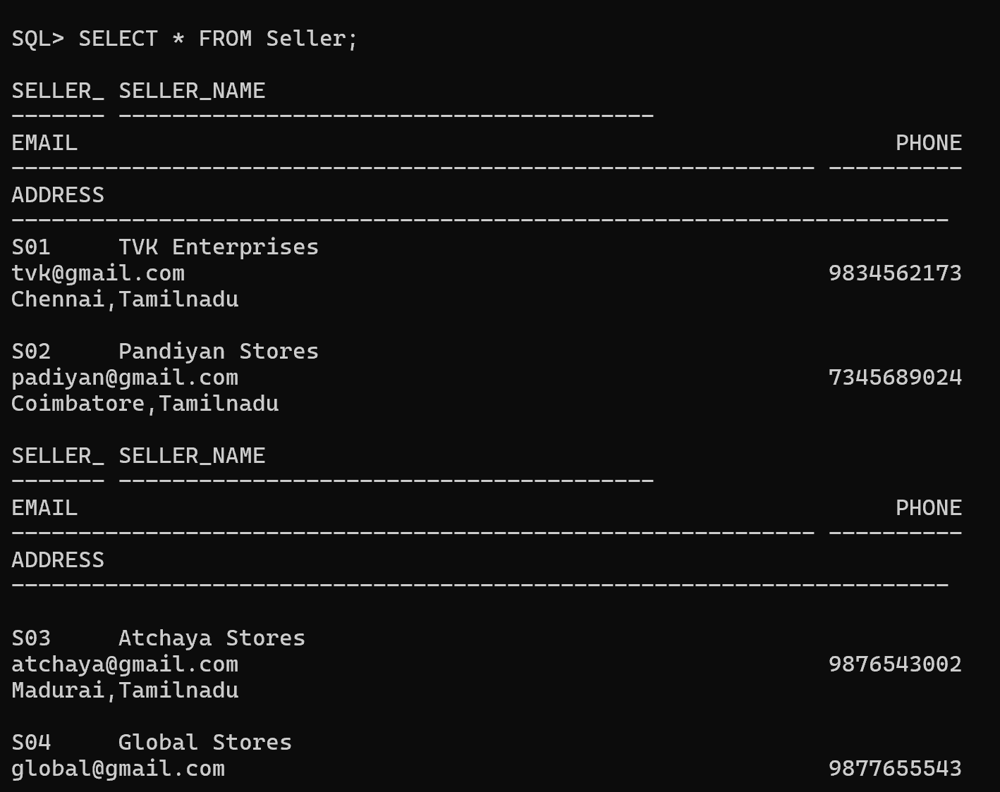 SQL> SELECT * FROM Seller;
SELLER_ SELLER_NAME
------- ----------------------------------------
EMAIL                                                             PHONE
------------------------------------------------------------ ----------
ADDRESS
----------------------------------------------------------------------
S01     TVK Enterprises
tvk@gmail.com                                                9834562173
Chennai,Tamilnadu
S02     Pandiyan Stores
padiyan@gmail.com                                            7345689024
Coimbatore,Tamilnadu
SELLER_ SELLER_NAME
------- ----------------------------------------
EMAIL                                                             PHONE
------------------------------------------------------------ ----------
ADDRESS
----------------------------------------------------------------------
S03     Atchaya Stores
atchaya@gmail.com                                            9876543002
Madurai,Tamilnadu
S04     Global Stores
global@gmail.com                                             9877655543